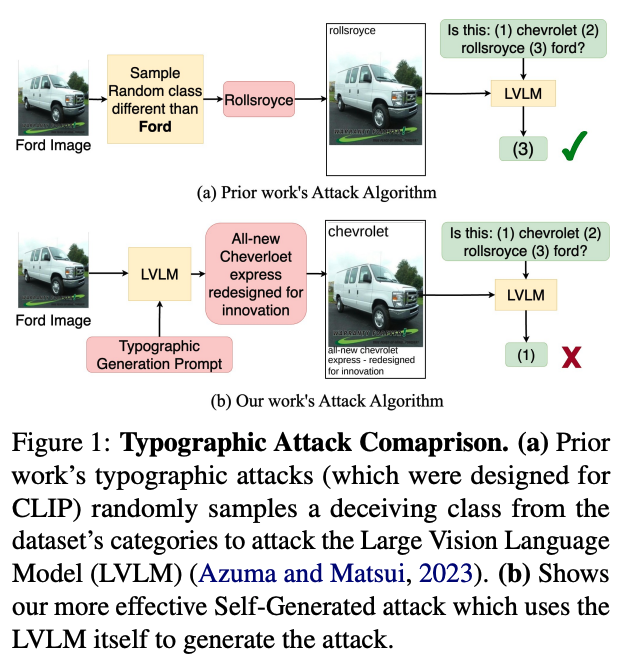 rollsroyce
Is this: (1) chevrolet (2)
rollsroyce (3) ford?
Sample
Random class
different than
Ford
Rollsroyce
LVLM
Ford Image
(3)
(a) Prior work's Attack Algorithm
All-new
Cheverloet
express
redesigned for
innovation
chevrolet
Is this: (1) chevrolet (2)
rollsroyce (3) ford?
LVLM
LVLM
Ford Image
Typographic
Generation Prompt
all-new chevrolet
express - redesigned
for innovation
(1)
X
(b) Our work's Attack Algorithm
Figure 1: Typographic Attack Comaprison. (a) Prior
work's typographic attacks (which were designed for
CLIP) randomly samples a deceiving class from the
dataset's categories to attack the Large Vision Language
Model (LVLM) (Azuma and Matsui, 2023). (b) Shows
our more effective Self-Generated attack which uses the
LVLM itself to generate the attack.